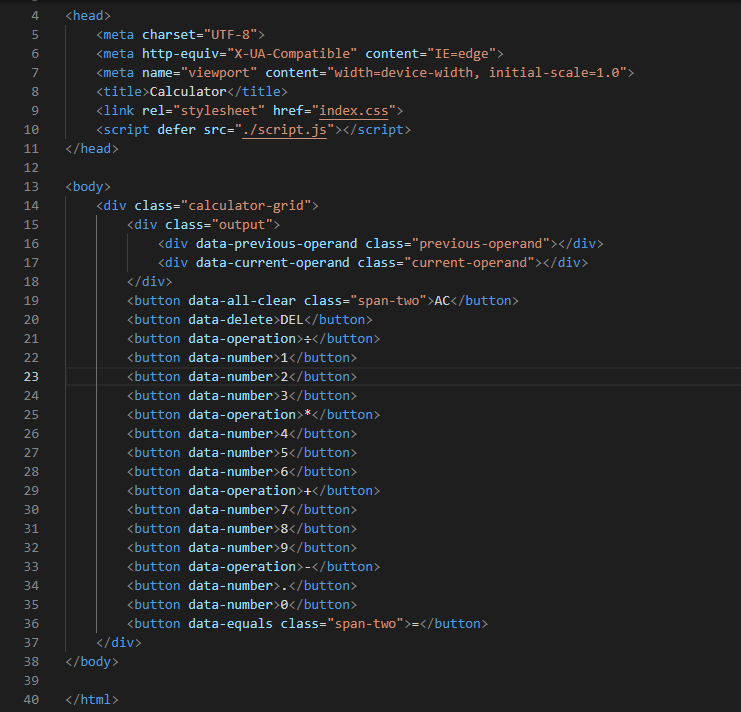 4 <head>
5 <meta charset="UTF-8">
6 <meta http-equiv="X-UA-Compatible" content="IE=edge">
7 <meta name="viewport" content="width=device-width, initial-scale=1.0">
8 <title>Calculator</title>
9 <link rel="stylesheet" href="index.css">
10 <script defer src="./script.js"></script>
11 </head>
12
13 <body>
14 <div class="calculator-grid">
15 <div class="output">
16 <div data-previous-operand class="previous-operand"></div>
17 <div data-current-operand class="current-operand"></div>
18 </div>
19 <button data-all-clear class="span-two">AC</button>
20 <button data-delete>DEL</button>
21 <button data-operation>÷</button>
22 <button data-number>1</button>
23 <button data-number>2</button>
24 <button data-number>3</button>
25 <button data-operation>*</button>
26 <button data-number>4</button>
27 <button data-number>5</button>
28 <button data-number>6</button>
29 <button data-operation>+</button>
30 <button data-number>7</button>
31 <button data-number>8</button>
32 <button data-number>9</button>
33 <button data-operation>-</button>
34 <button data-number>.</button>
35 <button data-number>0</button>
36 <button data-equals class="span-two">=</button>
37 </div>
38 </body>
39
40 </html>